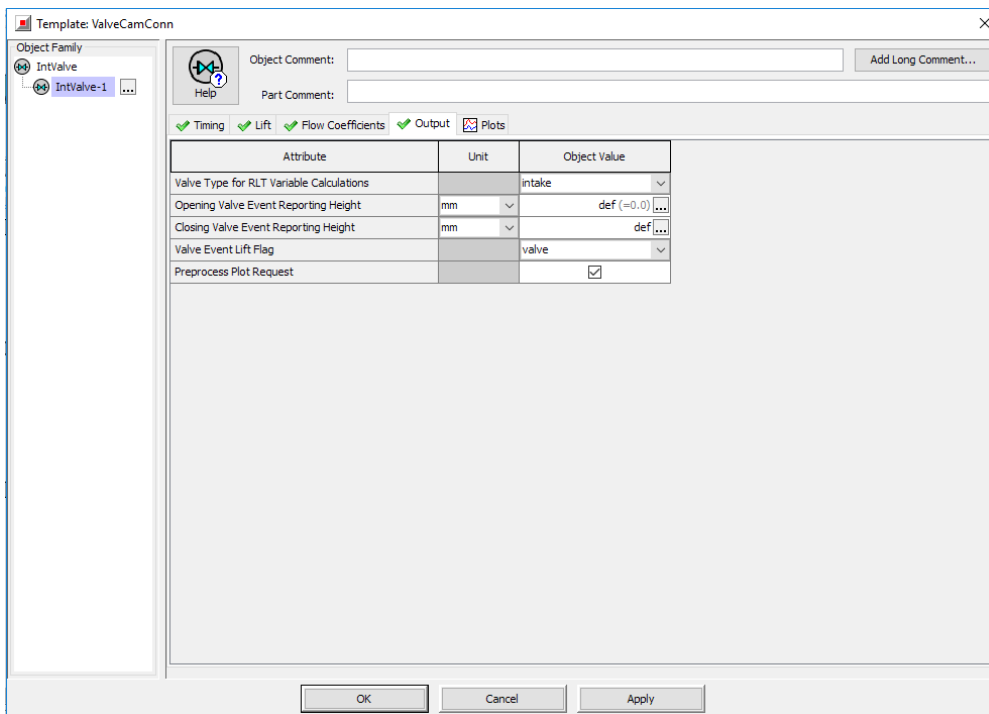 Template: ValveCamConn
Object Family
IntValve
IntValve-1 ...
Help
Object Comment:
Add Long Comment...
Part Comment:
Timing Lift Flow Coefficients Output Plots
Attribute Unit Object Value
Valve Type for RLT Variable Calculations intake
Opening Valve Event Reporting Height mm def (=0.0) ...
Closing Valve Event Reporting Height mm def ...
Valve Event Lift Flag valve
Preprocess Plot Request
OK Cancel Apply